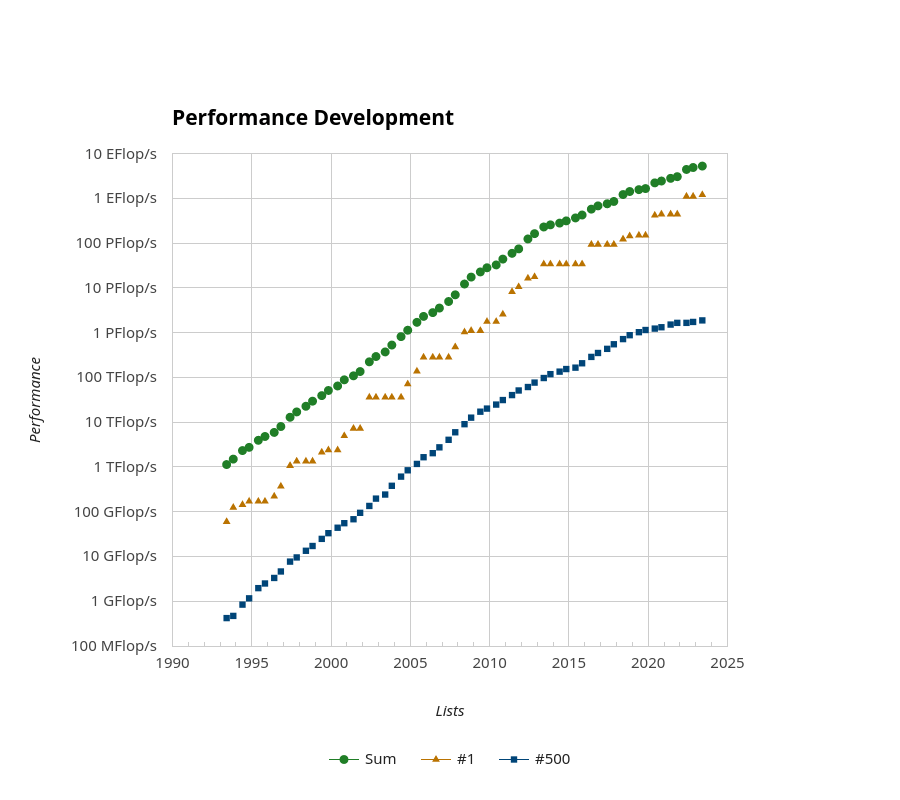 Performance Development
10 EFlop/s
1 EFlop/s
100 PFlop/s
10 PFlop/s
1 PFlop/s
100 TFlop/s
10 TFlop/s
1 TFlop/s
100 GFlop/s
10 GFlop/s
1 GFlop/s
100 MFlop/s
Performance
1990 1995 2000 2005 2010 2015 2020 2025
Lists
Sum #1 #500